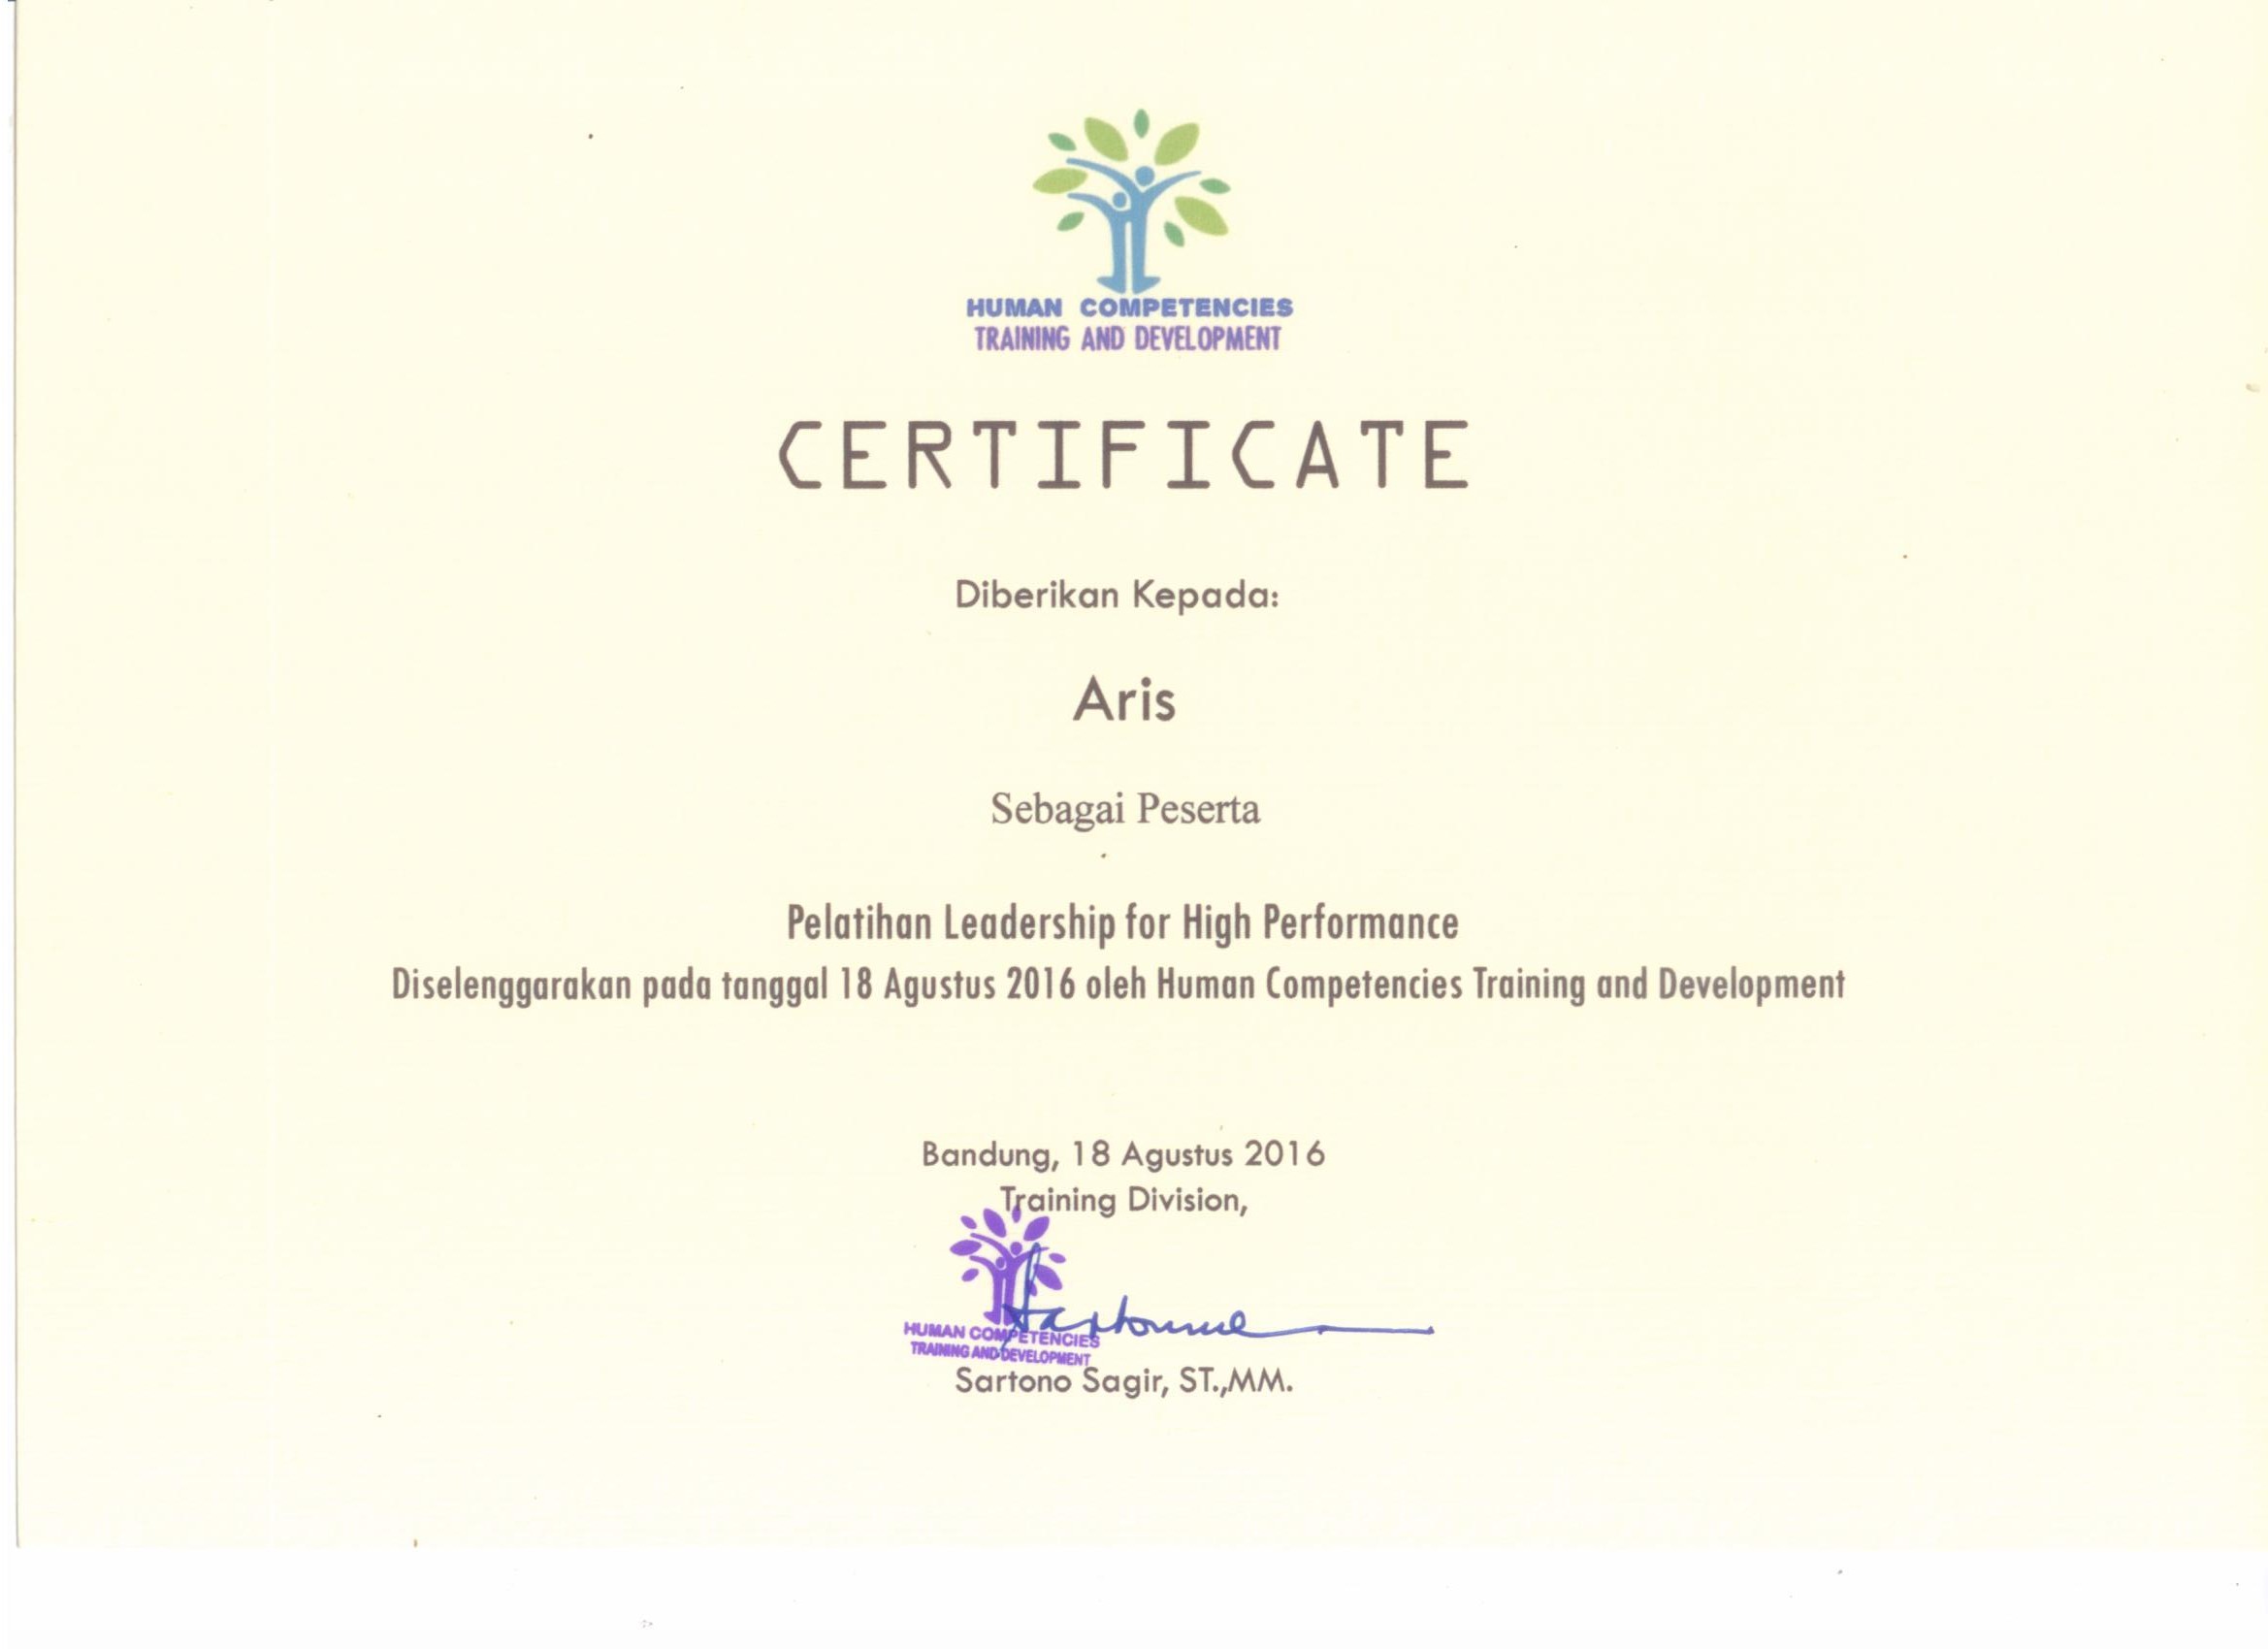 HUMAN COMPETENCIES
TRAINING AND DEVELOPMENT
CERTIFICATE
Diberikan Kepada:
Aris
Sebagai Peserta
Pelatihan Leadership for High Performance
Diselenggarakan pada tanggal 18 Agustus 2016 oleh Human Competencies Training and Development
Bandung, 18 Agustus 2016
Training Division,
HUMAN COMPETENCIES
TRAINING AND DEVELOPMENT
Sartono Sagir, ST.,MM.